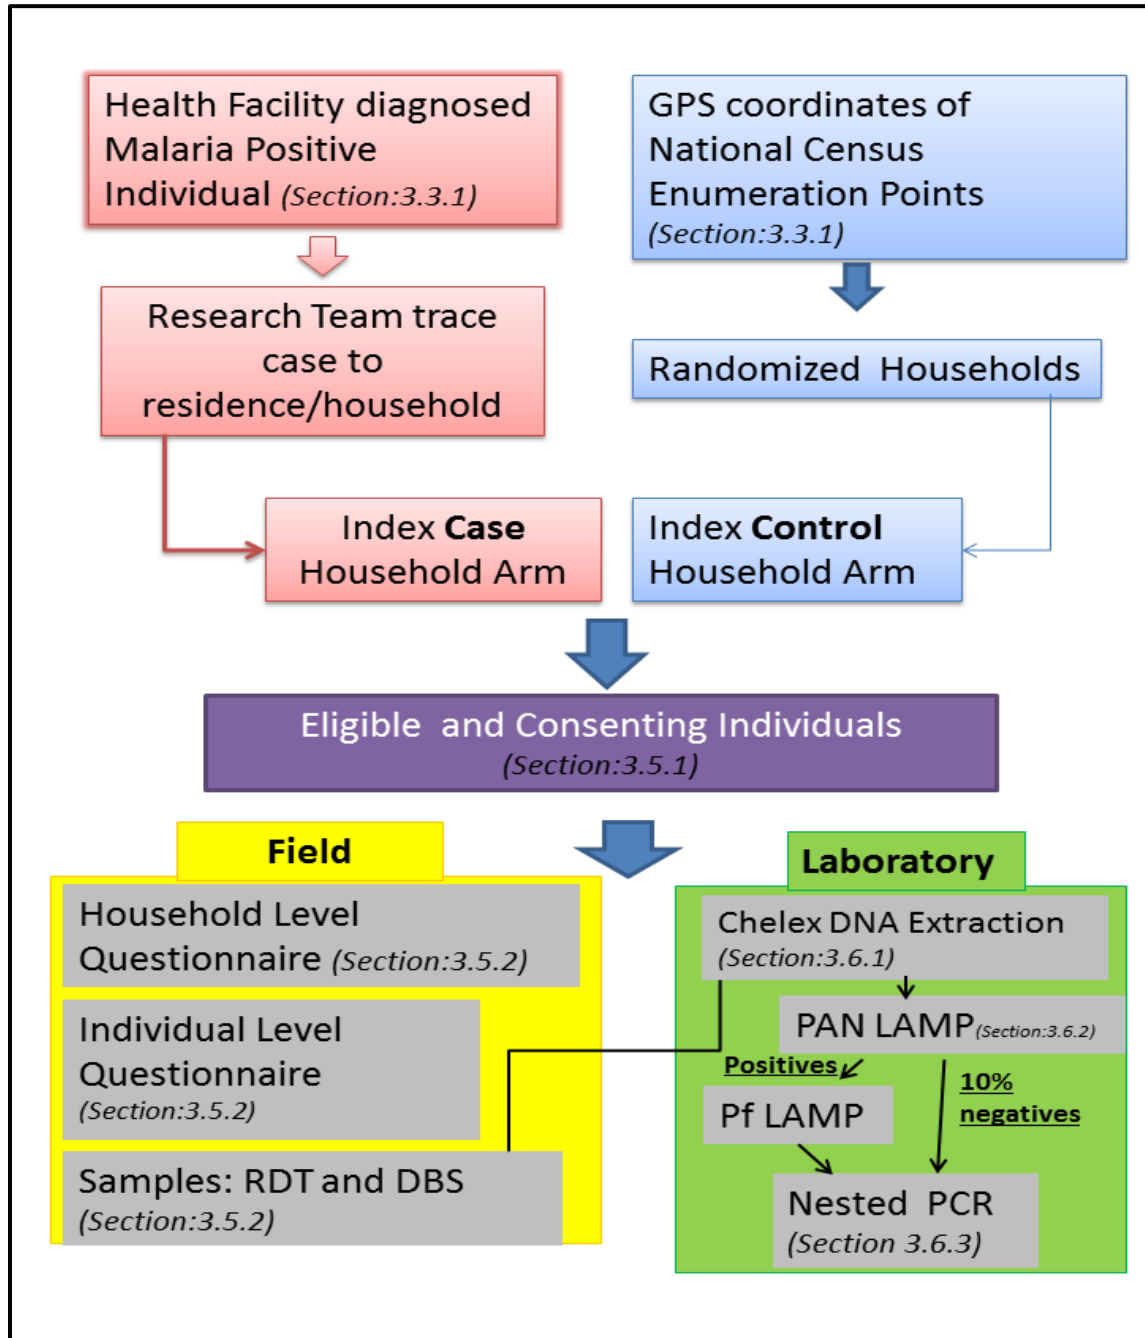 Health Facility diagnosed
Malaria Positive
Individual (Section:3.3.1)
GPS coordinates of
National Census
Enumeration Points
(Section:3.3.1)
Research Team trace
case to
residence/household
Randomized Households
Index Case
Household Arm
Index Control
Household Arm
Eligible and Consenting Individuals
(Section:3.5.1)
Field
Household Level
Questionnaire (Section:3.5.2)
Individual Level
Questionnaire
(Section:3.5.2)
Samples: RDT and DBS
(Section:3.5.2)
Laboratory
Chelex DNA Extraction
(Section:3.6.1)
PAN LAMP(Section:3.6.2)
Positives
10%
negatives
Pf LAMP
Nested PCR
(Section 3.6.3)